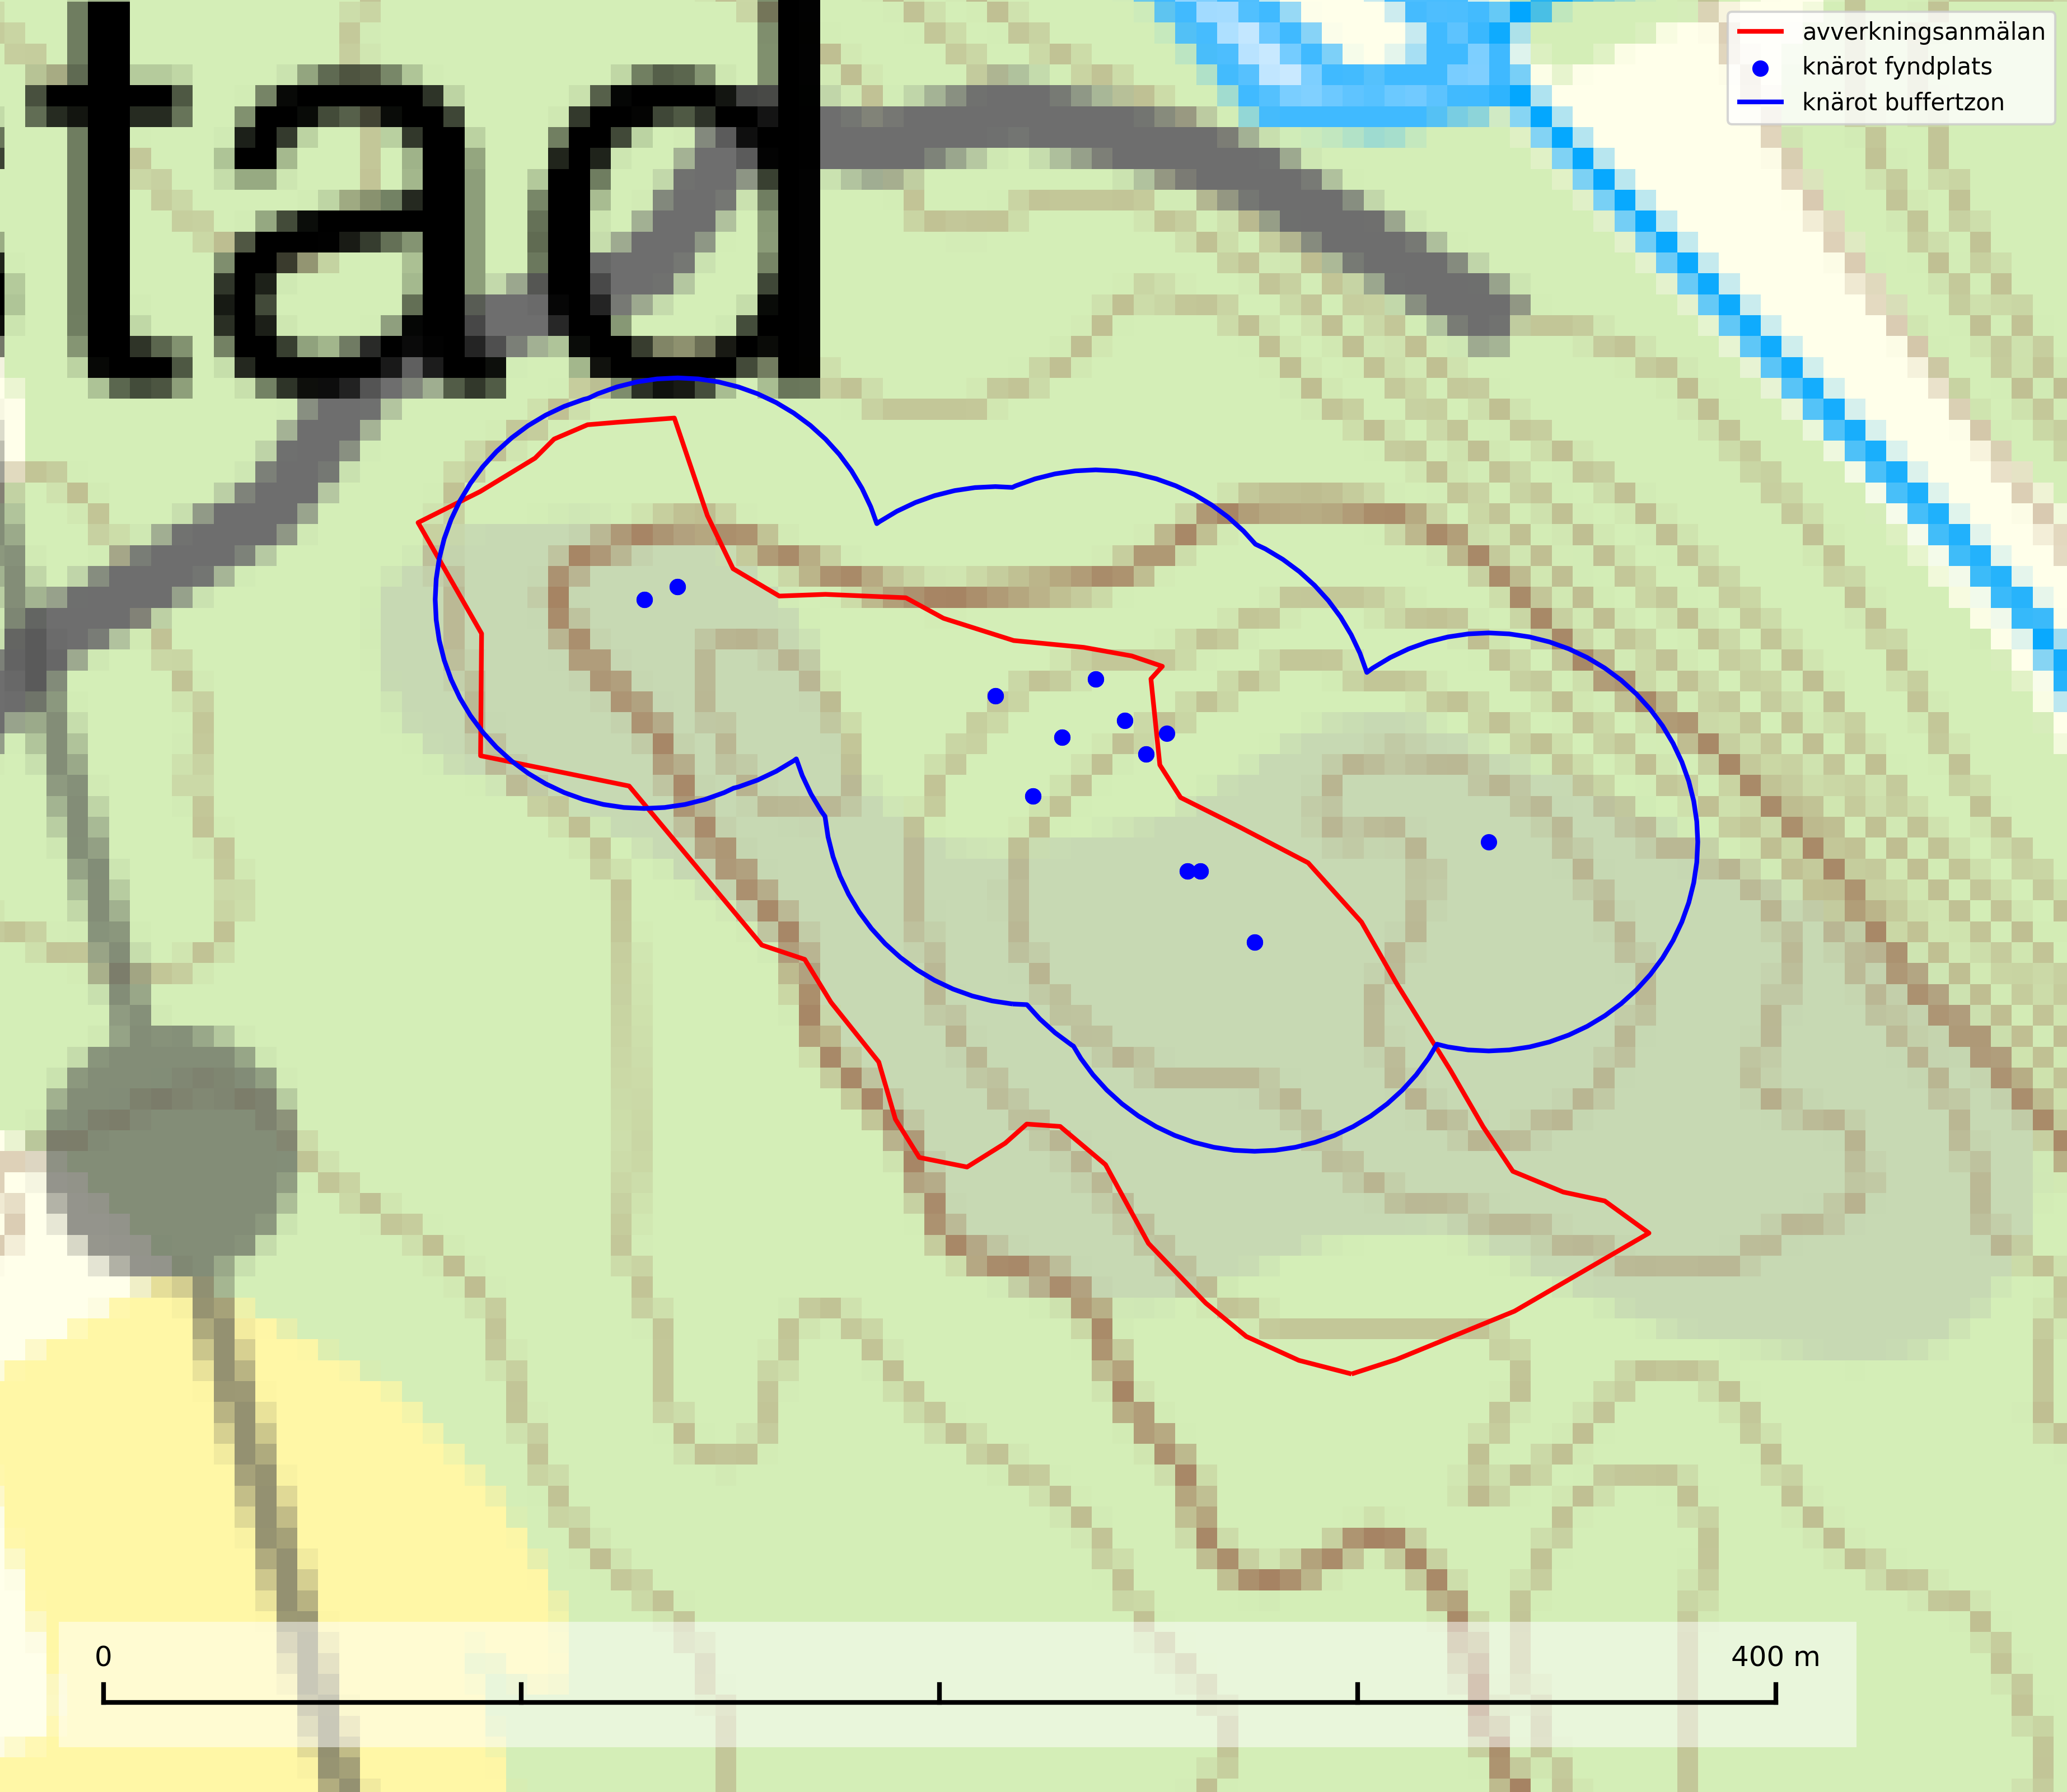 tad
avverkningsanmälan
knärot fyndplats
knärot buffertzon
0 400 m